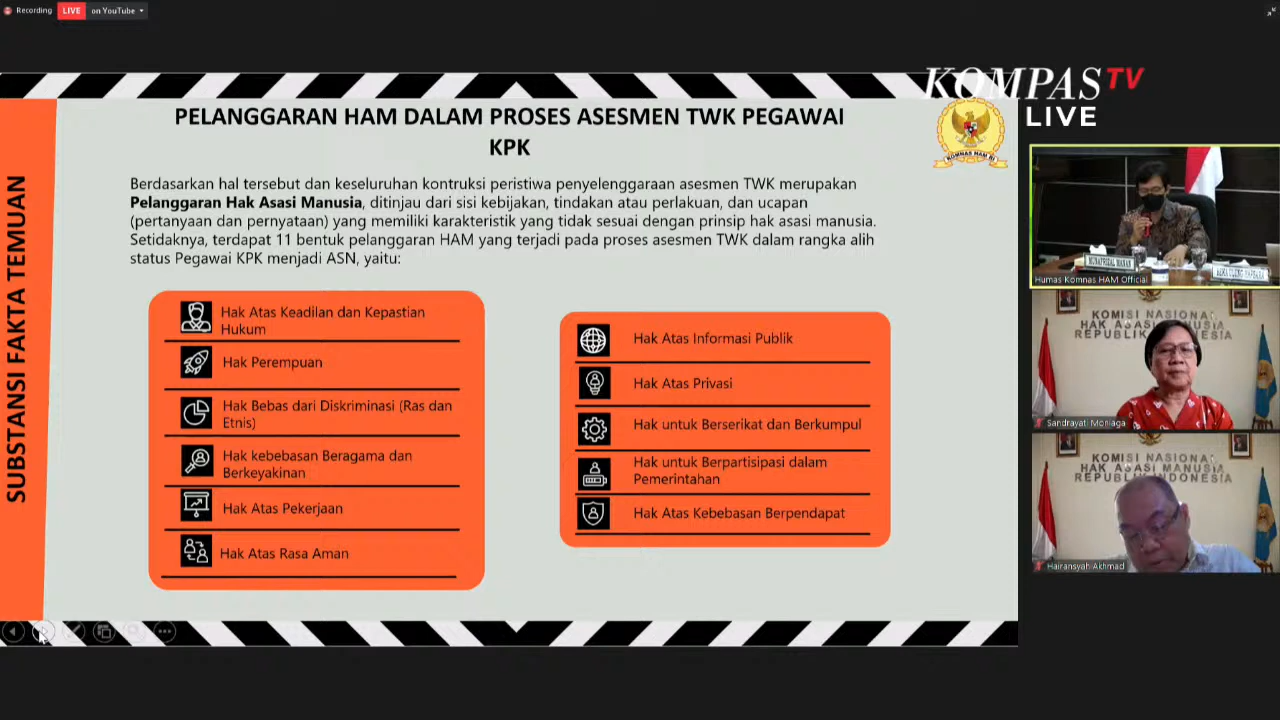 Recording
LIVE
on YouTube
KOMPAS TV
LIVE
PELANGGARAN HAM DALAM PROSES ASESMEN TWK PEGAWAI
KPK
KOMNAS HAM RI
SUBSTANSI FAKTA TEMUAN
Berdasarkan hal tersebut dan keseluruhan kontruksi peristiwa penyelenggaraan asesmen TWK merupakan
Pelanggaran Hak Asasi Manusia, ditinjau dari sisi kebijakan, tindakan atau perlakuan, dan ucapan
(pertanyaan dan pernyataan) yang memiliki karakteristik yang tidak sesuai dengan prinsip hak asasi manusia.
Setidaknya, terdapat 11 bentuk pelanggaran HAM yang terjadi pada proses asesmen TWK dalam rangka alih
status Pegawai KPK menjadi ASN, yaitu:
Hak Atas Keadilan dan Kepastian
Hukum
Hak Perempuan
Hak Bebas dari Diskriminasi (Ras dan
Etnis)
Hak kebebasan Beragama dan
Berkeyakinan
Hak Atas Pekerjaan
Hak Atas Rasa Aman
Hak Atas Informasi Publik
Hak Atas Privasi
Hak untuk Berserikat dan Berkumpul
Hak untuk Berpartisipasi dalam
Pemerintahan
Hak Atas Kebebasan Berpendapat
MUNAFRIZAL MANAN
Humas Komnas HAM Official
KOMISI NASIONAL
HAK ASASI MANUSIA
REPUBLIK INDONESIA
Sandrayati Moniaga
KOMISI NASIONAL
HAK ASASI MANUSIA
REPUBLIK INDONESIA
Hairansyah Akhmad